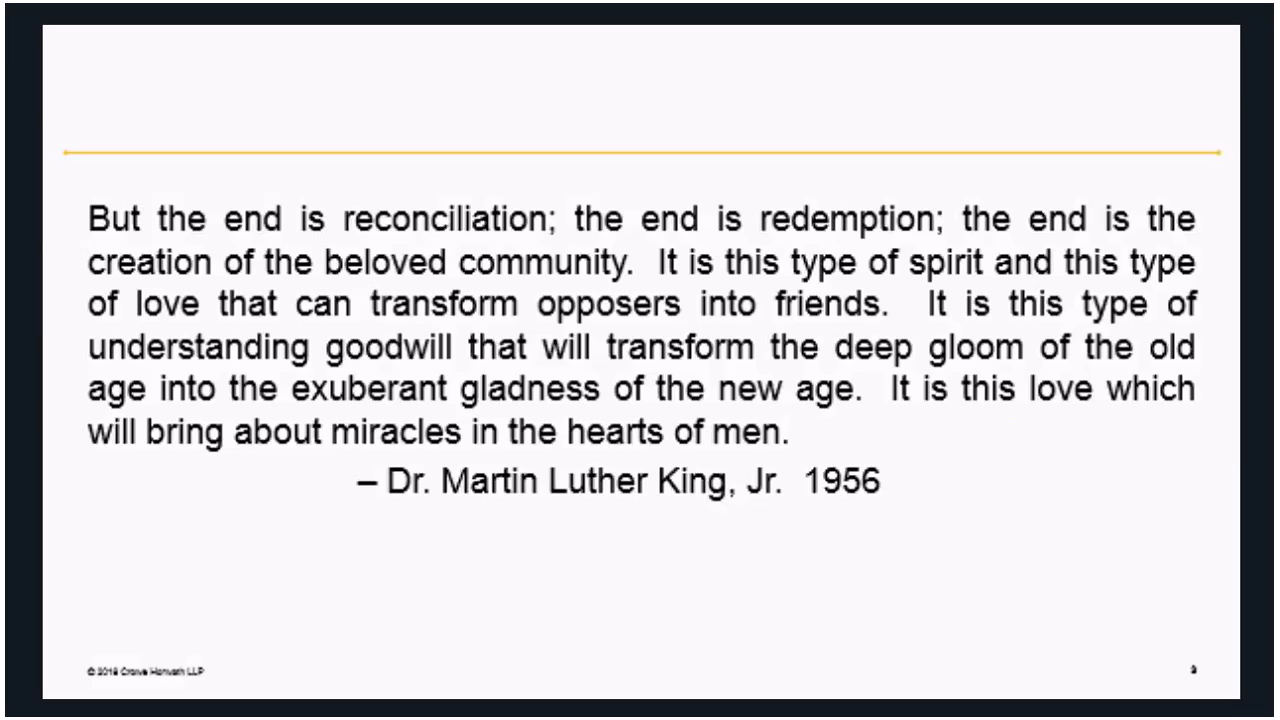 But the end is reconciliation; the end is redemption; the end is the
creation of the beloved community.  It is this type of spirit and this type
of love that can transform opposers into friends.  It is this type of
understanding goodwill that will transform the deep gloom of the old
age into the exuberant gladness of the new age.  It is this love which
will bring about miracles in the hearts of men.
– Dr. Martin Luther King, Jr.  1956
© Crowe Horwath LLP